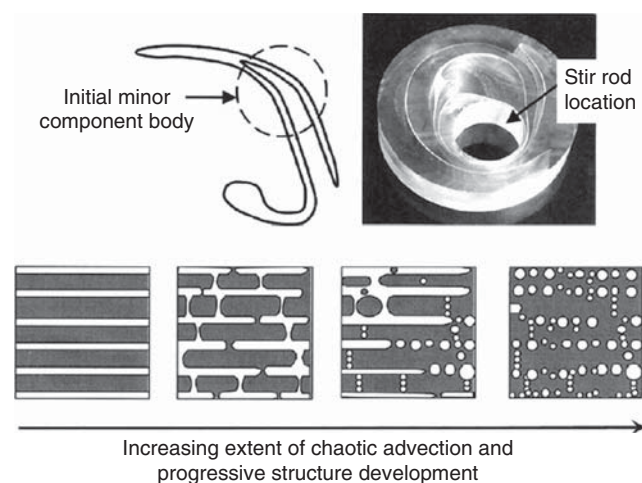 Initial minor
component body
Stir rod
location
Increasing extent of chaotic advection and
progressive structure development